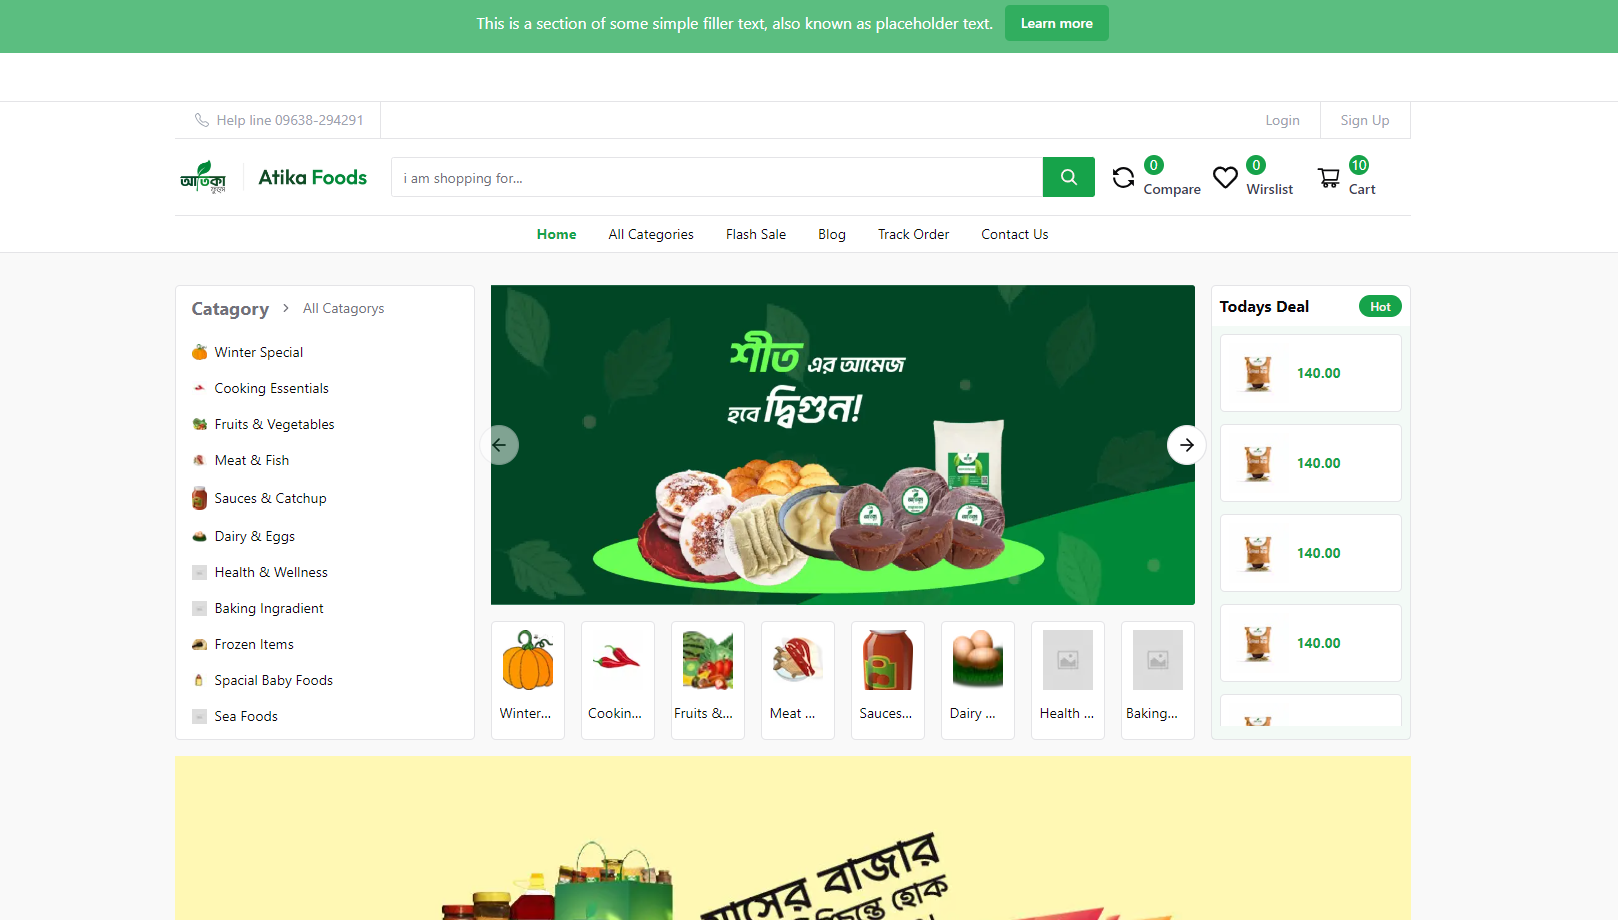 This is a section of some simple filler text, also known as placeholder text.
Learn more
Help line 09638-294291
Login
Sign Up
আতিকা
ফুডস
Atika Foods
i am shopping for...
0
Compare
0
Wirslist
10
Cart
Home
All Categories
Flash Sale
Blog
Track Order
Contact Us
Catagory
All Catagorys
Winter Special
Cooking Essentials
Fruits & Vegetables
Meat & Fish
Sauces & Catchup
Dairy & Eggs
Health & Wellness
Baking Ingradient
Frozen Items
Spacial Baby Foods
Sea Foods
শীত এর আমেজ
হবে দ্বিগুন!
Winter...
Cookin...
Fruits &...
Meat ...
Sauces...
Dairy ...
Health ...
Baking...
Todays Deal
Hot
140.00
140.00
140.00
140.00
মাসের বাজার
হোক